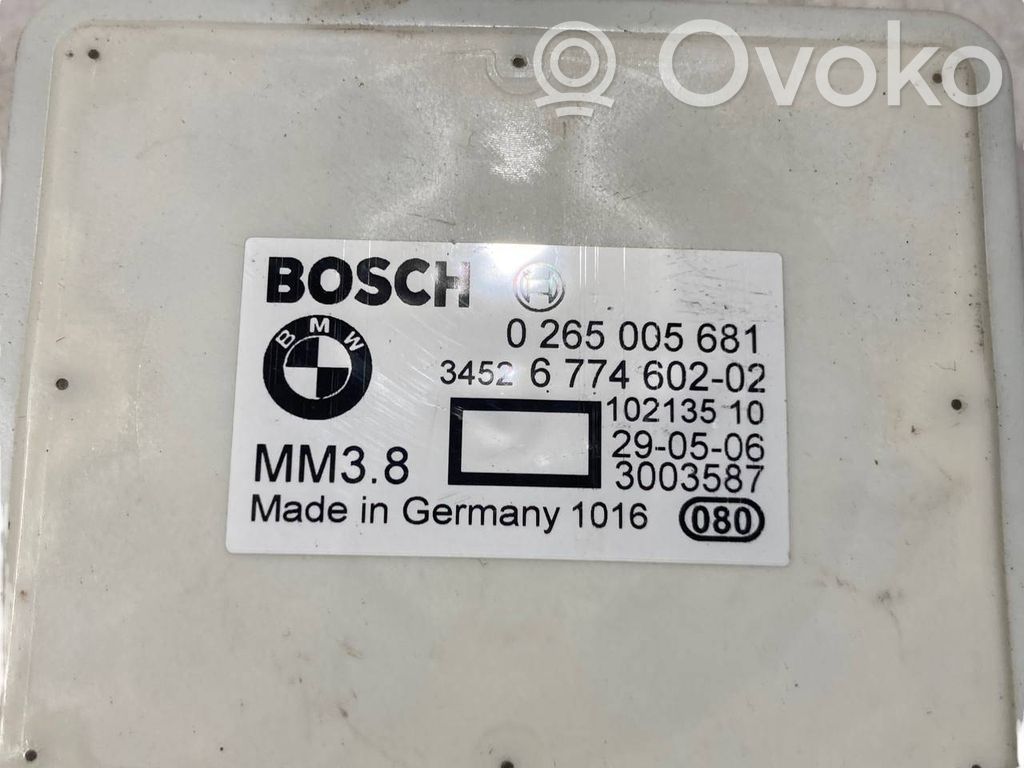 Ovoko
BOSCH
0 265 005 681
BMW
3452 6 774 602-02
102135 10
29-05-06
MM3.8
3003587
Made in Germany 1016
080